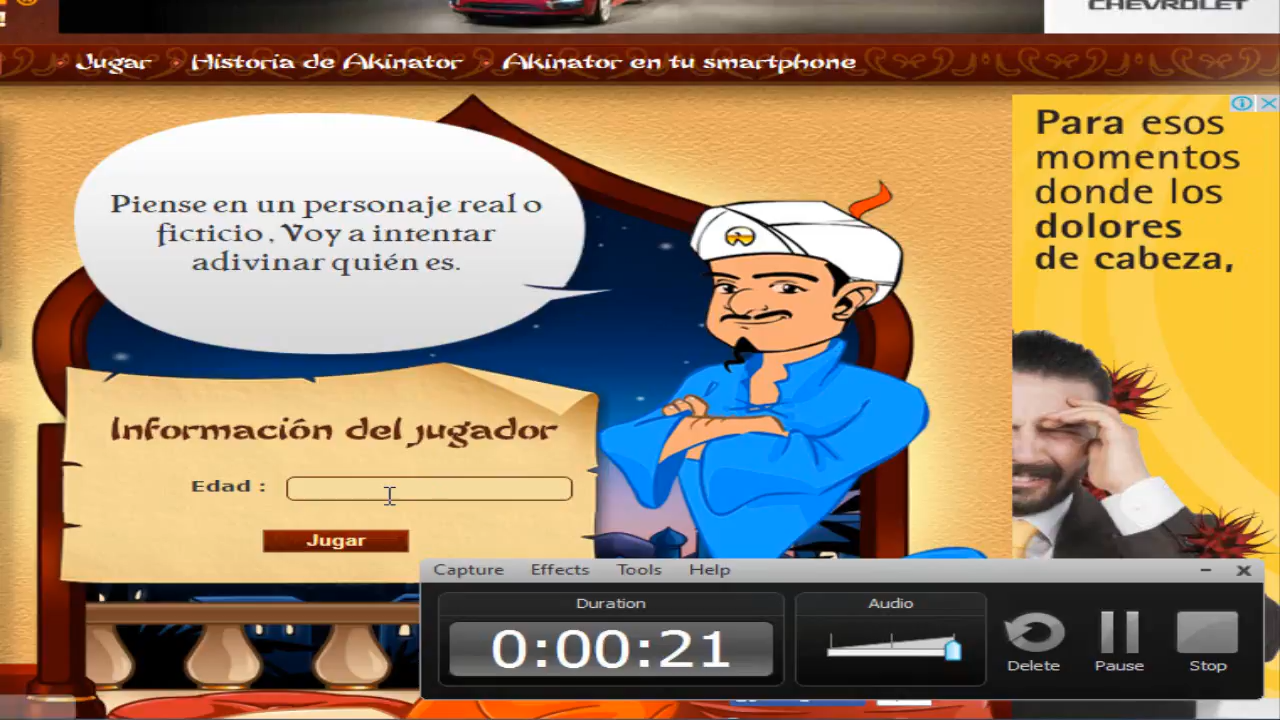 CHEVROLET
Jugar Historia de Akinator Akinator en tu smartphone
Piense en un personaje real o
ficticio , Voy a intentar
adivinar quién es.
Para esos
momentos
donde los
dolores
de cabeza,
Información del jugador
Edad :
Jugar
Capture Effects Tools Help
Duration
Audio
0:00:21
Delete
Pause
Stop